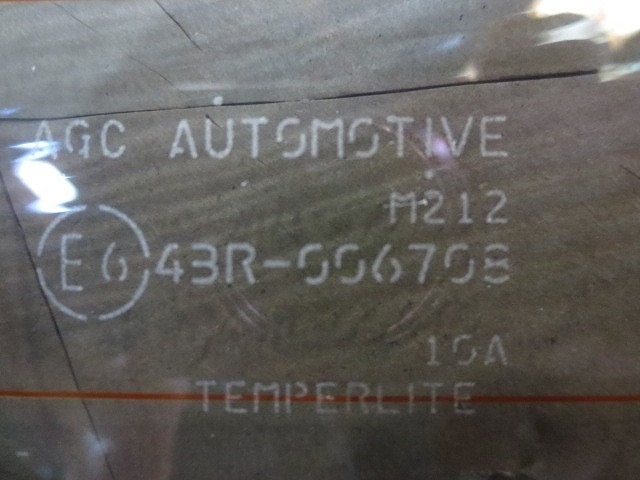 AGC AUTOMOTIVE
M212
E6 43R-006708
10A
TEMPERLITE